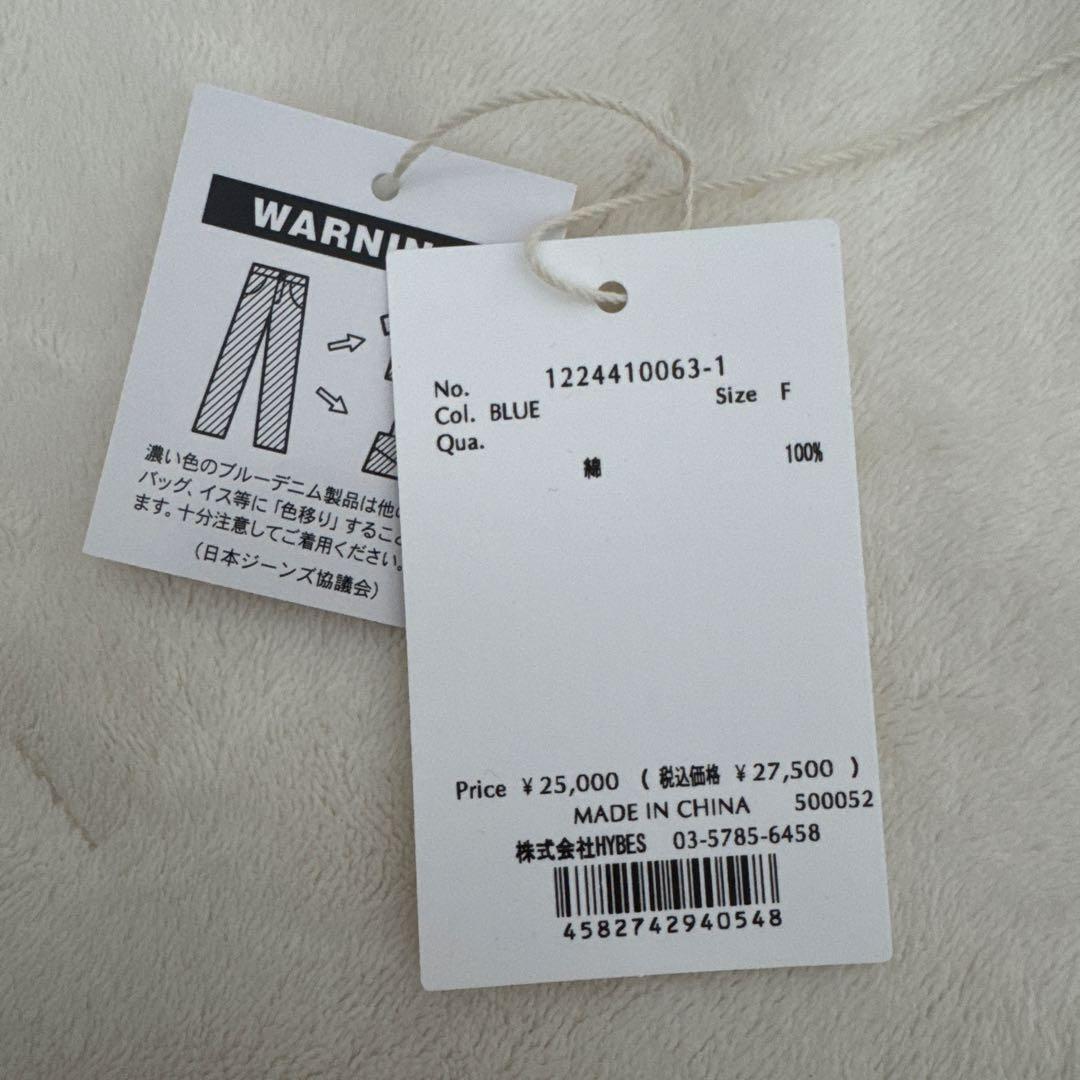 WARNIN
濃い色のブルーデニム製品は他
バッグ、イス等に「色移り」すること
ます。十分注意してご着用ください。
（日本ジーンズ協議会）
No. 1224410063-1
Col. BLUE Size F
Qua.
綿 100%
Price ¥25,000 ( 税込価格 ¥27,500 )
MADE IN CHINA 500052
株式会社HYBES 03-5785-6458
4582742940548